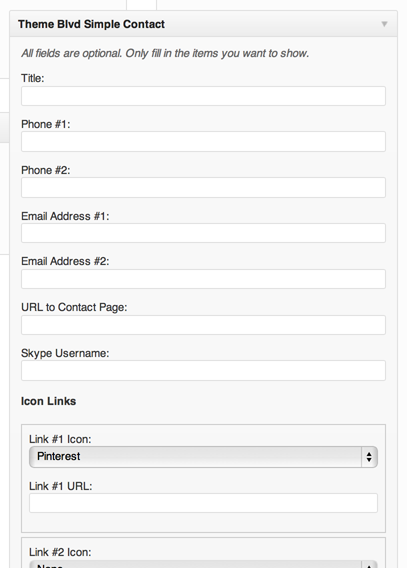 Theme Blvd Simple Contact
All fields are optional. Only fill in the items you want to show.
Title:
Phone #1:
Phone #2:
Email Address #1:
Email Address #2:
URL to Contact Page:
Skype Username:
Icon Links
Link #1 Icon:
Pinterest
Link #1 URL:
Link #2 Icon:
None